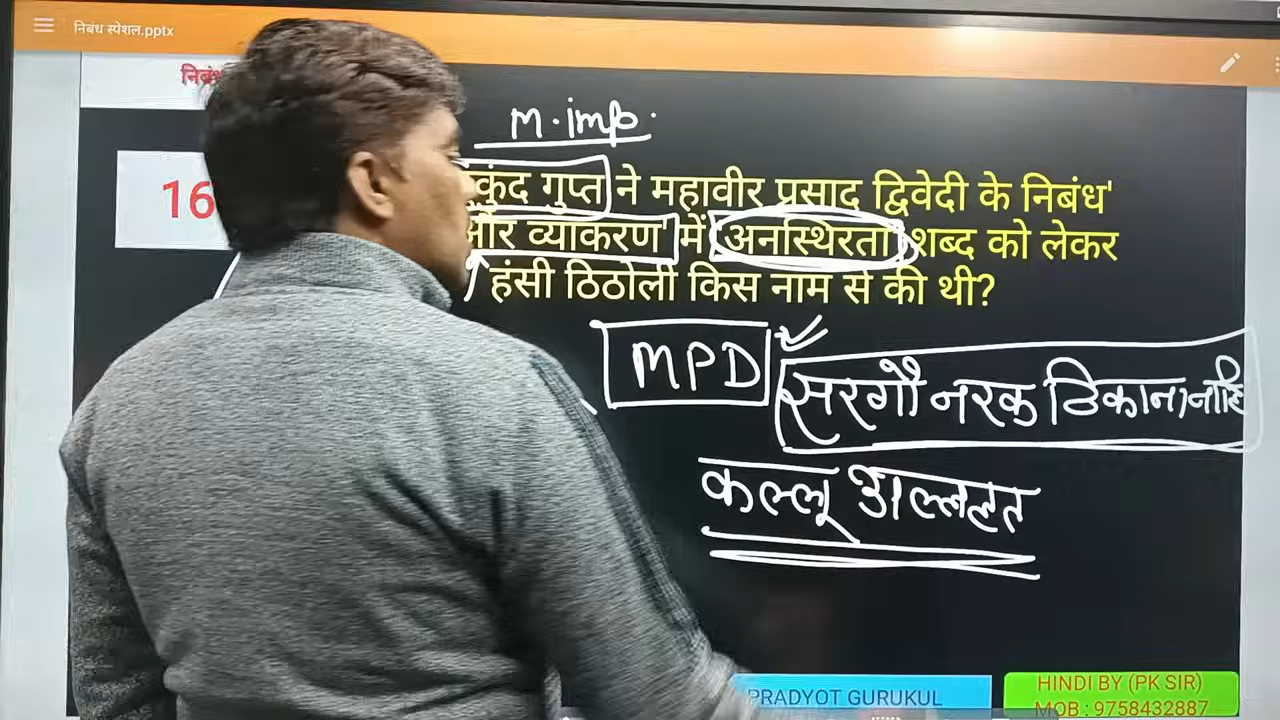 निबंध स्पेशल.pptx
निबंध
m.imp.
16
कुंद गुप्त ने महावीर प्रसाद द्विवेदी के निबंध'
और व्याकरण' में 'अनस्थिरता' शब्द को लेकर
हंसी ठिठोली किस नाम से की थी?
MPD
सरगौ नरक ठिकाना नाहि
कल्लू अल्हत
PRADYOT GURUKUL
HINDI BY (PK SIR)
MOB : 9758432887